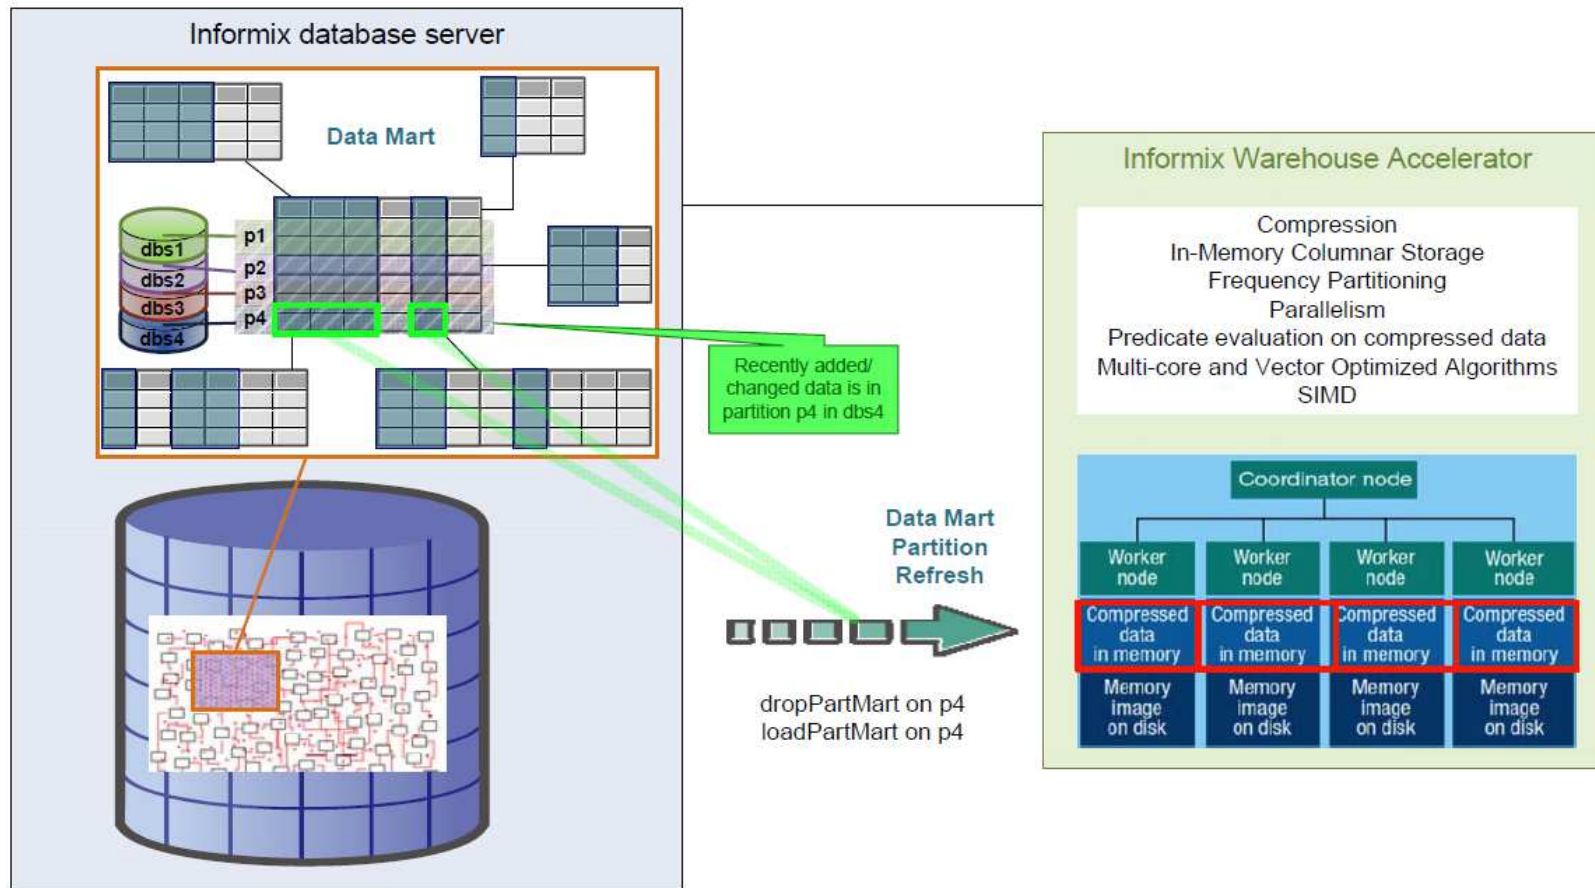 Informix database server
Data Mart
dbs1
dbs2
dbs3
dbs4
p1
p2
p3
p4
Recently added/
changed data is in
partition p4 in dbs4
Data Mart
Partition
Refresh
dropPartMart on p4
loadPartMart on p4
Informix Warehouse Accelerator
Compression
In-Memory Columnar Storage
Frequency Partitioning
Parallelism
Predicate evaluation on compressed data
Multi-core and Vector Optimized Algorithms
SIMD
Coordinator node
Worker
node
Worker
node
Worker
node
Worker
node
Compressed
data
in memory
Compressed
data
in memory
Compressed
data
in memory
Compressed
data
in memory
Memory
image
on disk
Memory
image
on disk
Memory
image
on disk
Memory
image
on disk